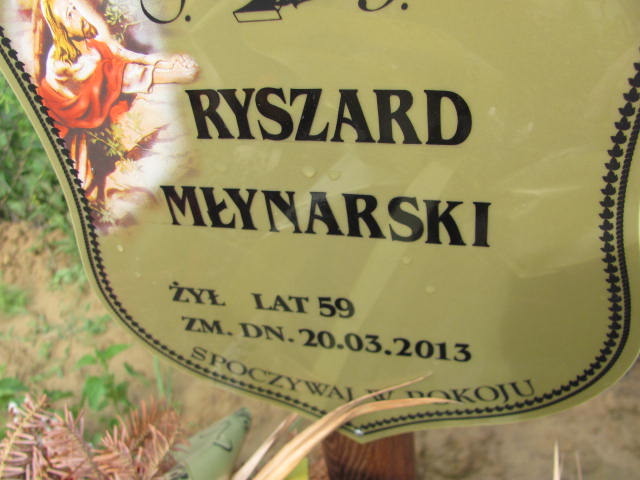 Ś. P.
RYSZARD
MŁYNARSKI
ŻYŁ LAT 59
ZM. DN. 20.03.2013
SPOCZYWAJ W POKOJU